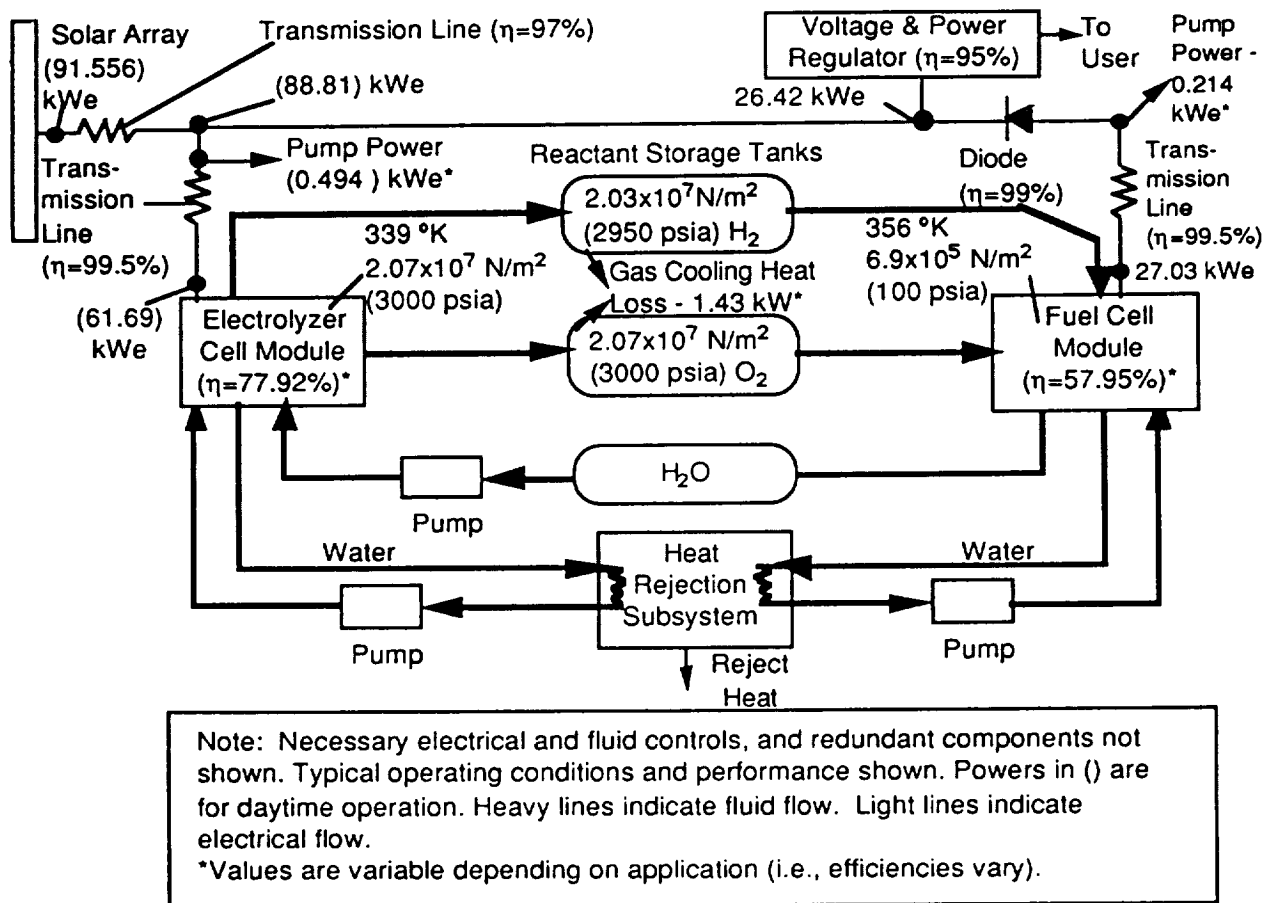 Solar Array
(91.556)
kWe
Transmission Line (η=97%)
(88.81) kWe
Voltage & Power
Regulator (η=95%)
To
User
Pump
Power -
0.214
kWe*
26.42 kWe
Pump Power
(0.494 ) kWe*
Reactant Storage Tanks
Diode
(η=99%)
Trans-
mission
Line
(η=99.5%)
Trans-
mission
Line
(η=99.5%)
2.03x10⁷N/m²
(2950 psia) H₂
339 °K
2.07x10⁷ N/m²
(3000 psia)
Gas Cooling Heat
Loss - 1.43 kW*
356 °K
6.9x10⁵ N/m²
(100 psia)
27.03 kWe
(61.69)
kWe
Electrolyzer
Cell Module
(η=77.92%)*
2.07x10⁷ N/m²
(3000 psia) O₂
Fuel Cell
Module
(η=57.95%)*
H₂O
Pump
Water
Heat
Rejection
Subsystem
Water
Pump
Pump
Reject
Heat
Note: Necessary electrical and fluid controls, and redundant components not
shown. Typical operating conditions and performance shown. Powers in () are
for daytime operation. Heavy lines indicate fluid flow. Light lines indicate
electrical flow.
*Values are variable depending on application (i.e., efficiencies vary).